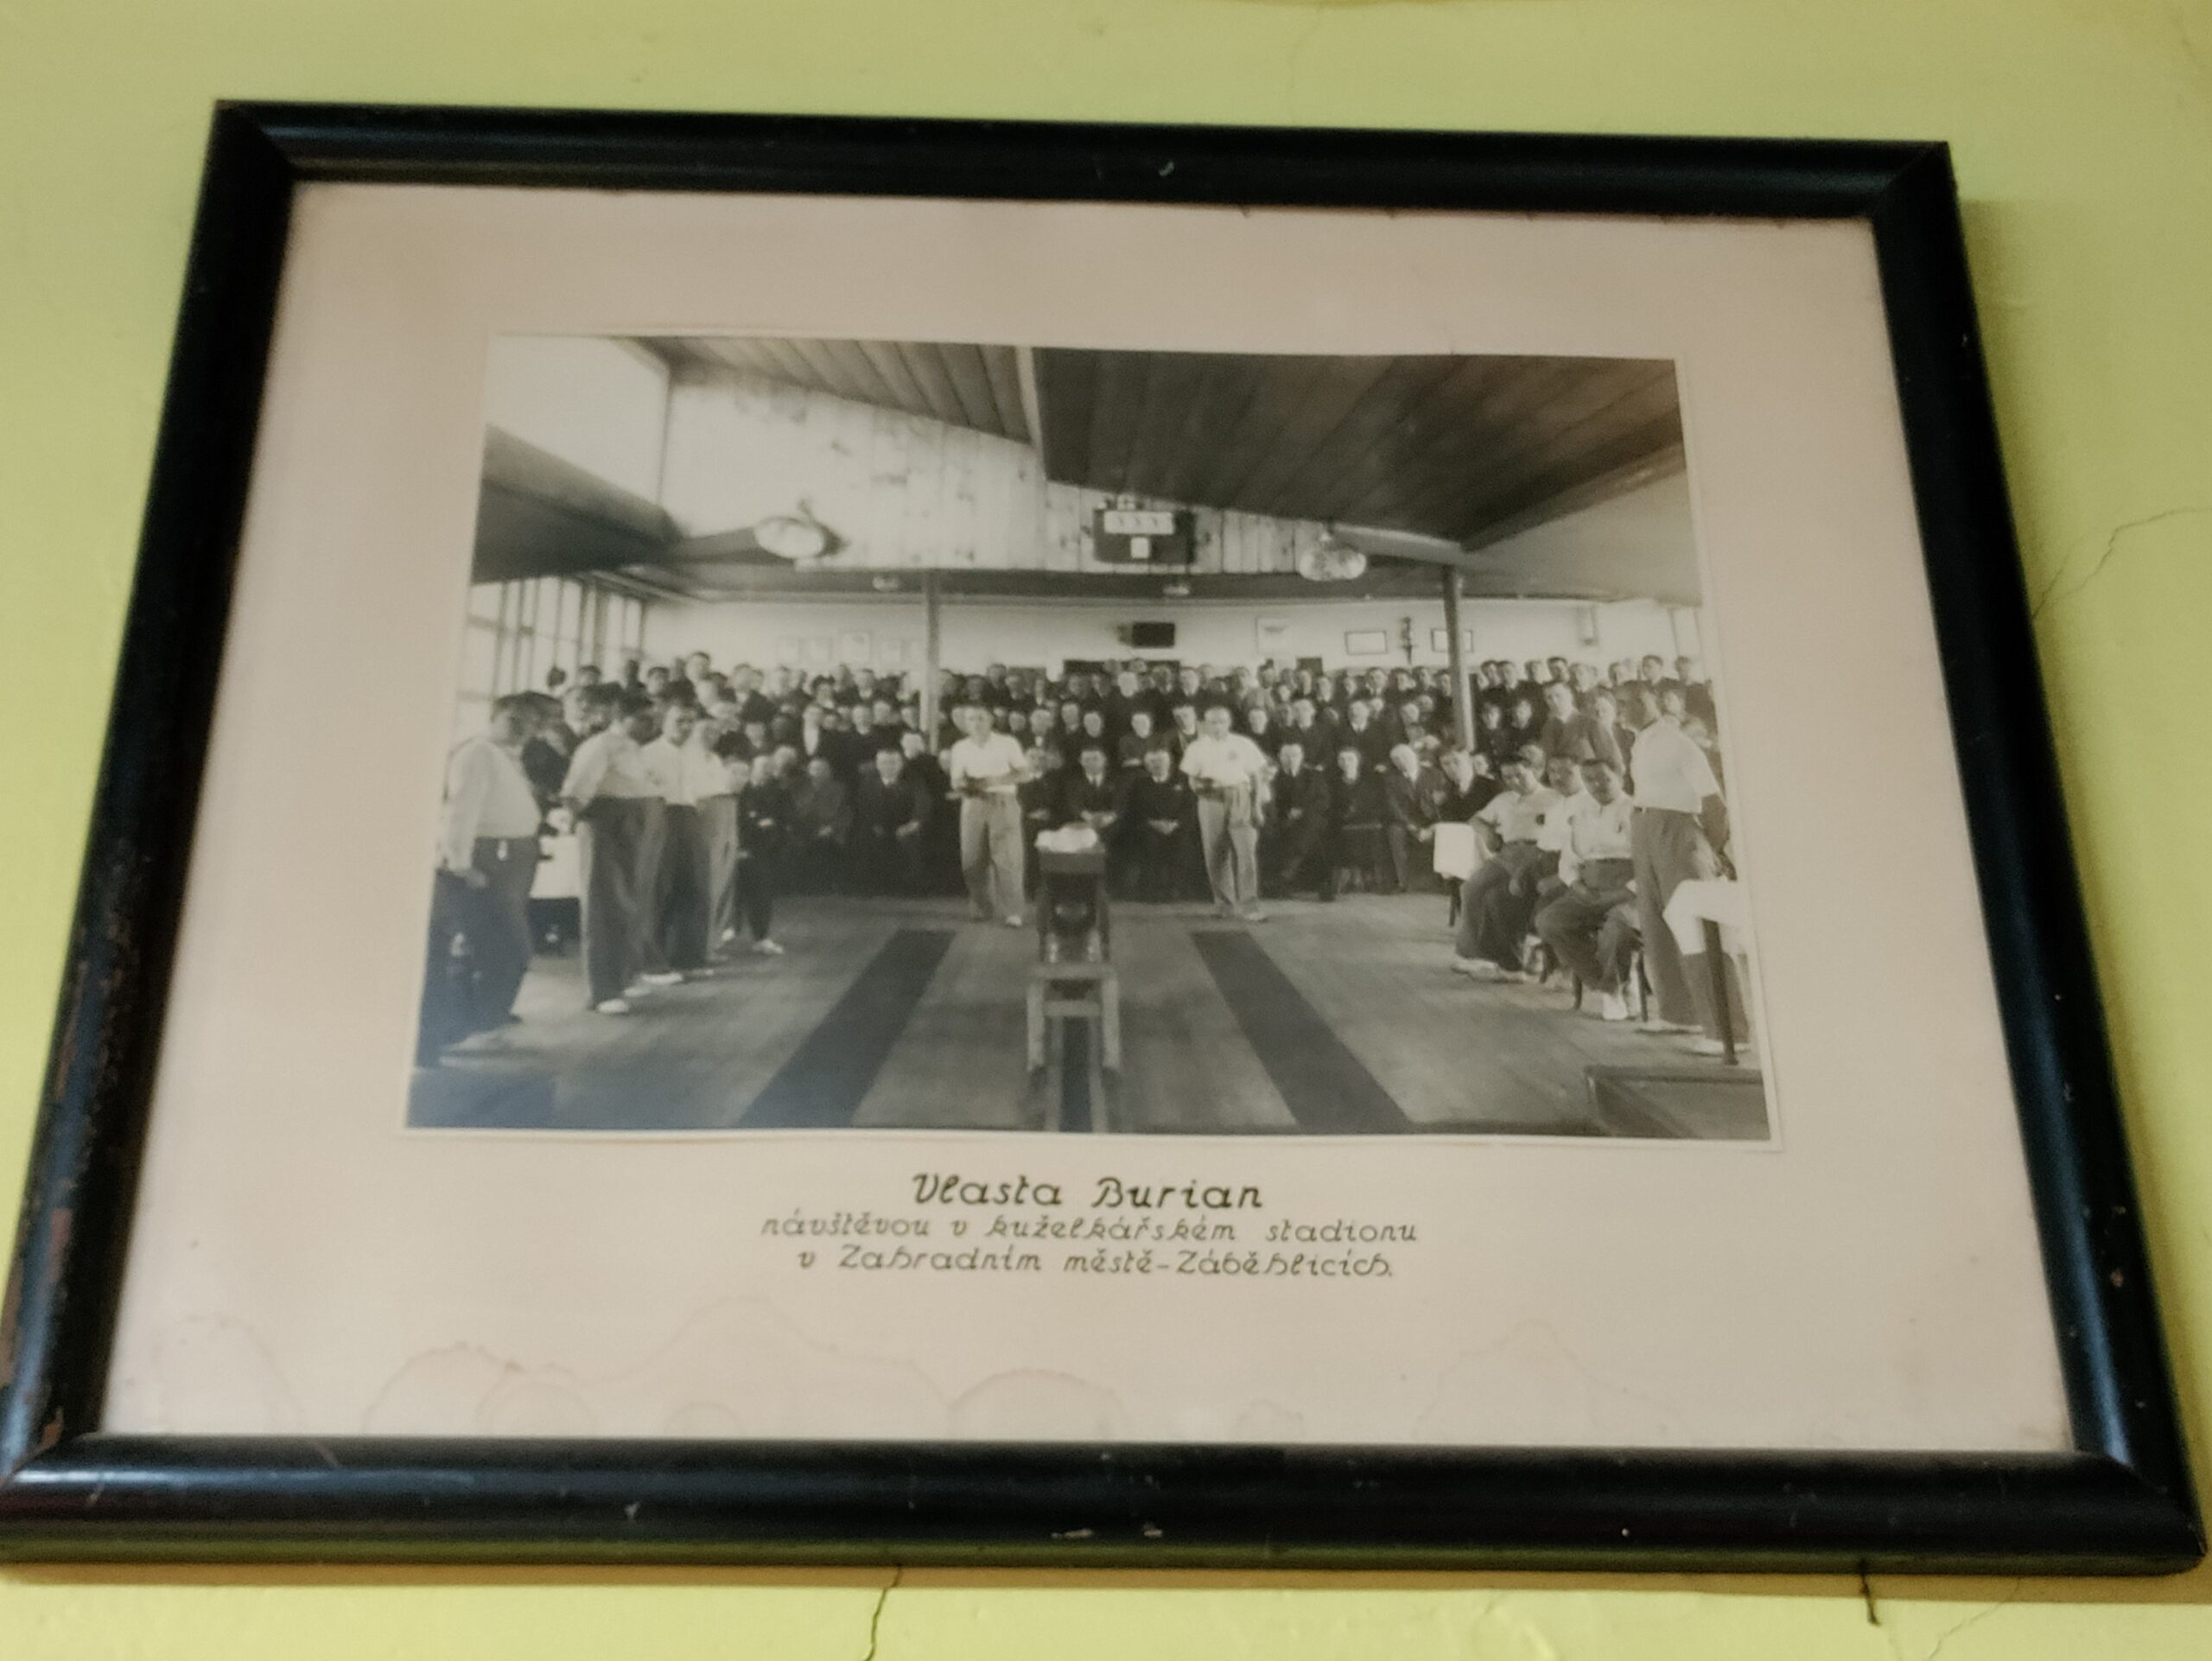 Vlasta Burian
návštěvou v kuželkářském stadionu
v Zahradním městě-Záběhlicích.